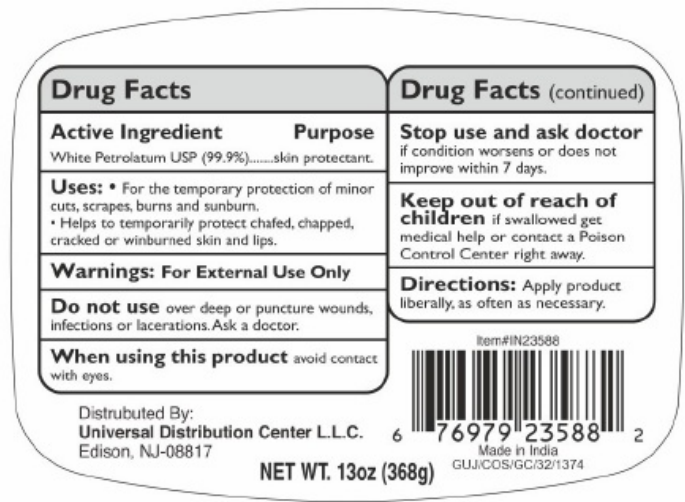 Drug Facts
Active Ingredient Purpose
White Petrolatum USP (99.9%).......skin protectant.
Uses: • For the temporary protection of minor
cuts, scrapes, burns and sunburn.
• Helps to temporarily protect chafed, chapped,
cracked or winburned skin and lips.
Warnings: For External Use Only
Do not use over deep or puncture wounds,
infections or lacerations. Ask a doctor.
When using this product avoid contact
with eyes.
Drug Facts (continued)
Stop use and ask doctor
if condition worsens or does not
improve within 7 days.
Keep out of reach of
children if swallowed get
medical help or contact a Poison
Control Center right away.
Directions: Apply product
liberally, as often as necessary.
Distrubuted By:
Universal Distribution Center L.L.C.
Edison, NJ-08817
Item#IN23588
6 76979 23588 2
Made in India
GUJ/COS/GC/32/1374
NET WT. 13oz (368g)